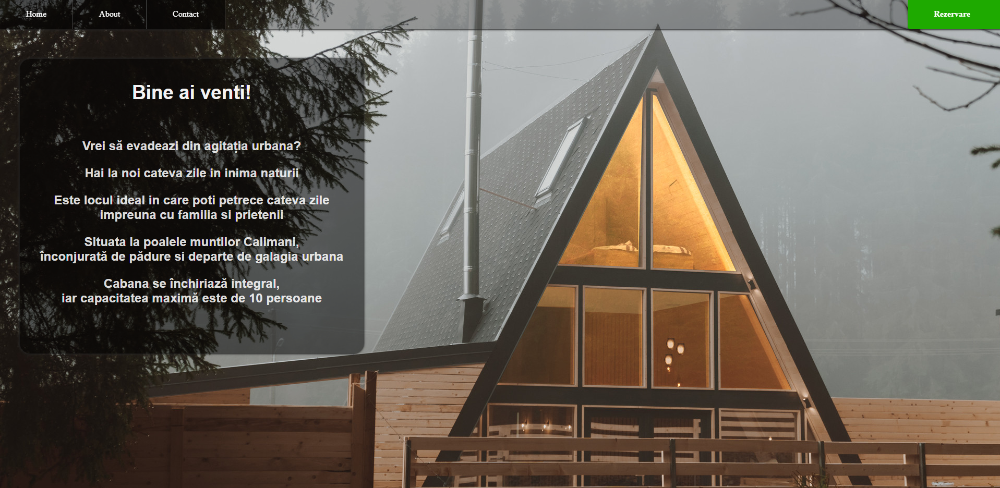 Home
About
Contact
Rezervare
Bine ai venti!
Vrei să evadeazi din agitația urbana?
Hai la noi cateva zile in inima naturii
Este locul ideal in care poti petrece cateva zile
impreuna cu familia si prietenii
Situata la poalele muntilor Calimani,
înconjurată de pădure si departe de galagia urbana
Cabana se închiriază integral,
iar capacitatea maximă este de 10 persoane